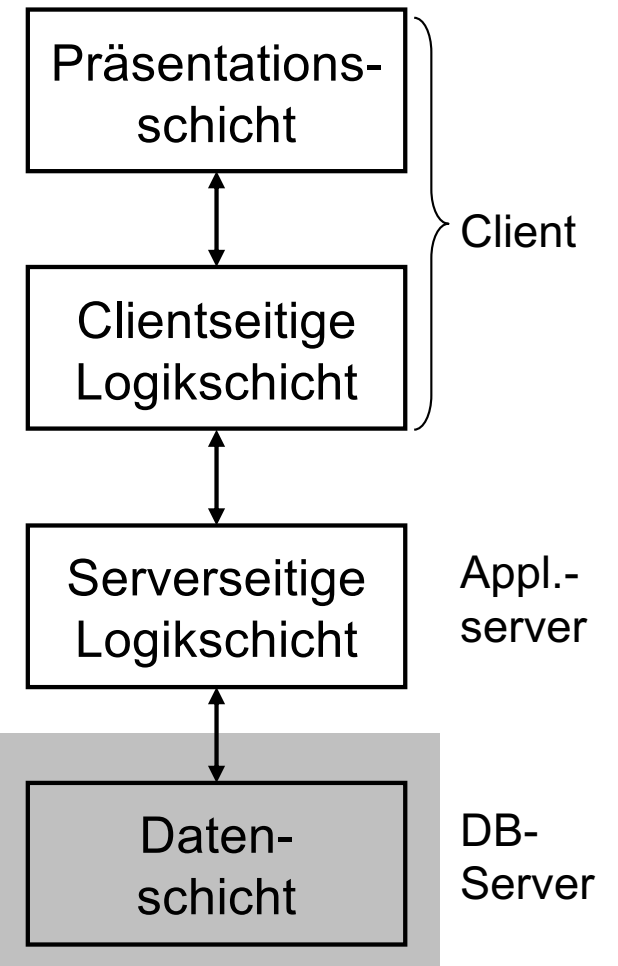 Präsentations-
schicht
Client
Clientseitige
Logikschicht
Serverseitige
Logikschicht
Appl.-
server
Daten-
schicht
DB-
Server